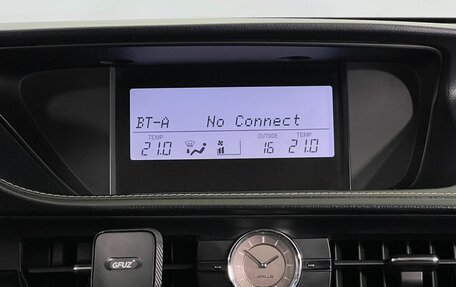 BT-A No Connect
TEMP OUTSIDE TEMP
21.0 16 21.0
GFUZ
LEXUS